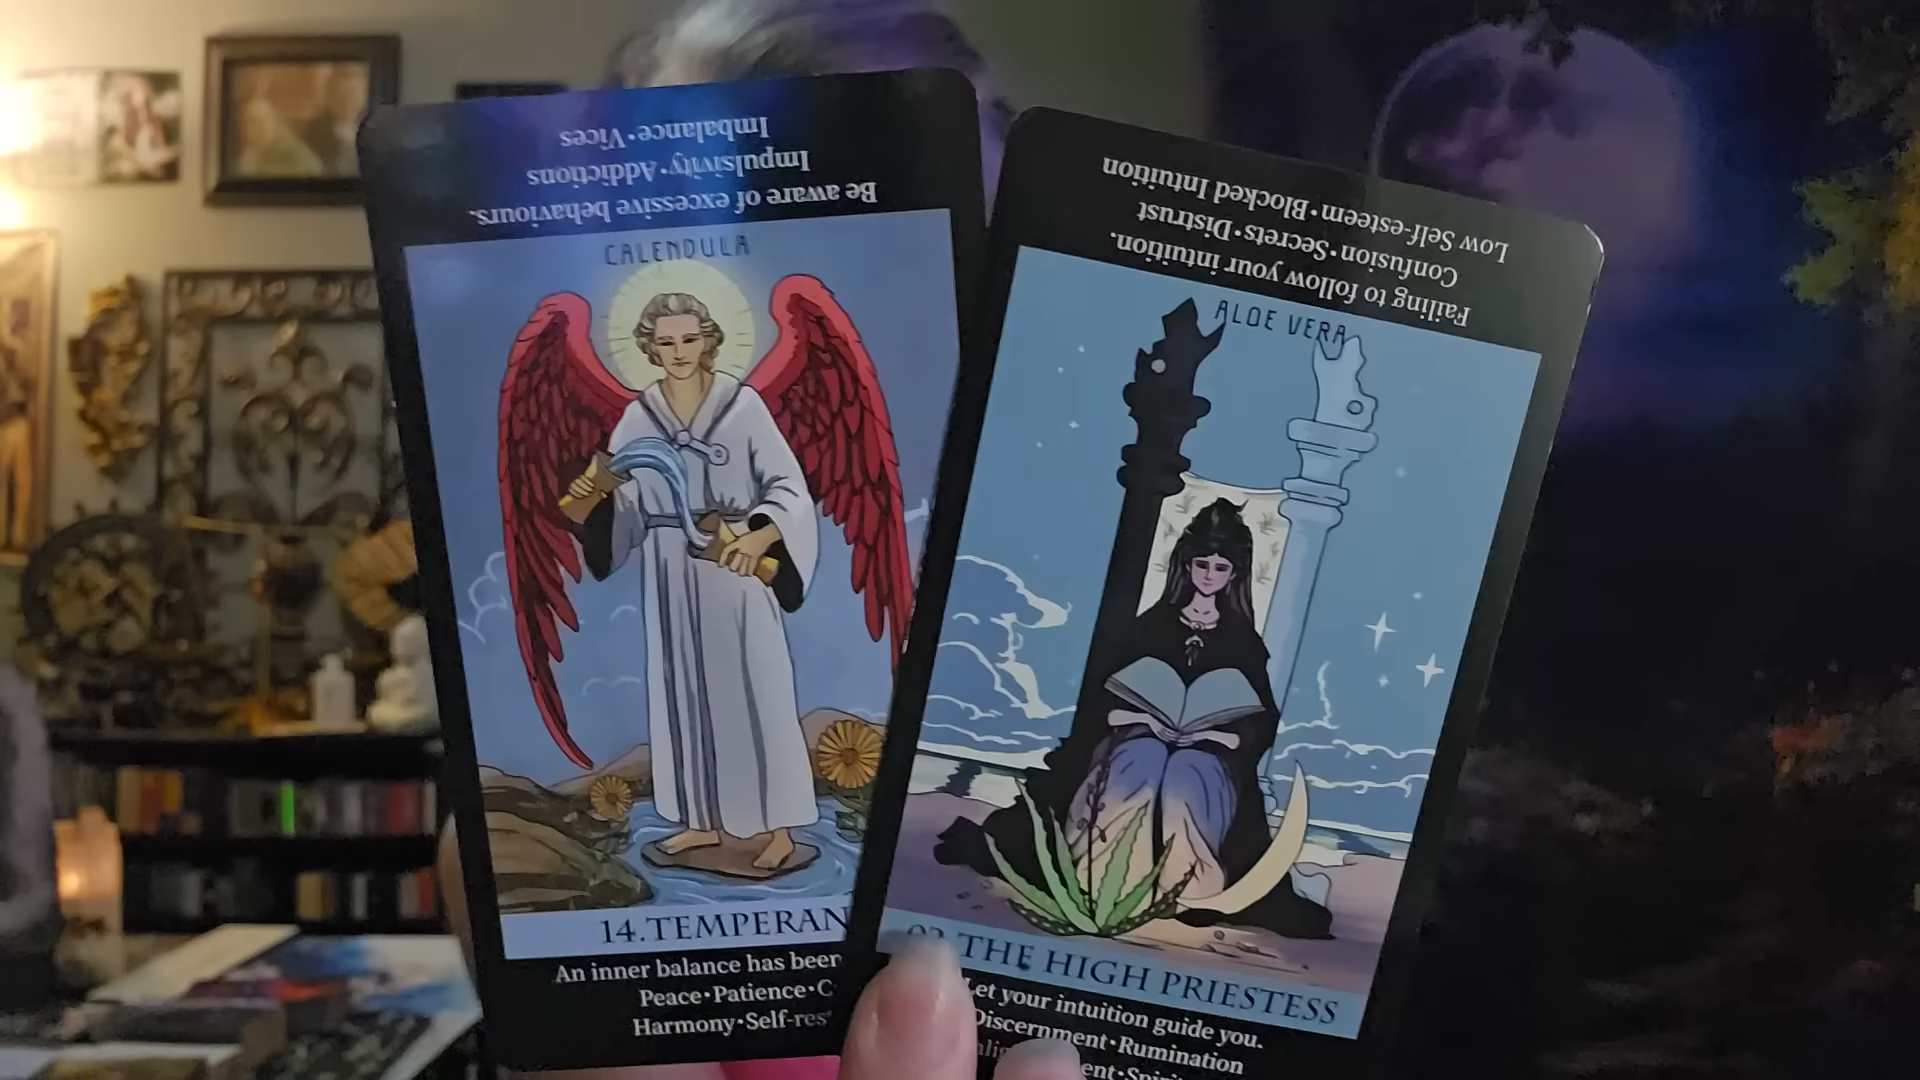 Be aware of excessive behaviours.
Impulsivity•Addictions
Imbalance•Vices
CALENDULA
14.TEMPERAN
An inner balance has been
Peace•Patience•C
Harmony•Self-res
Failing to follow your intuition.
Confusion•Secrets•Distrust
Low Self-esteem•Blocked Intuition
ALOE VERA
THE HIGH PRIESTESS
Let your intuition guide you.
Discernment•Rumination